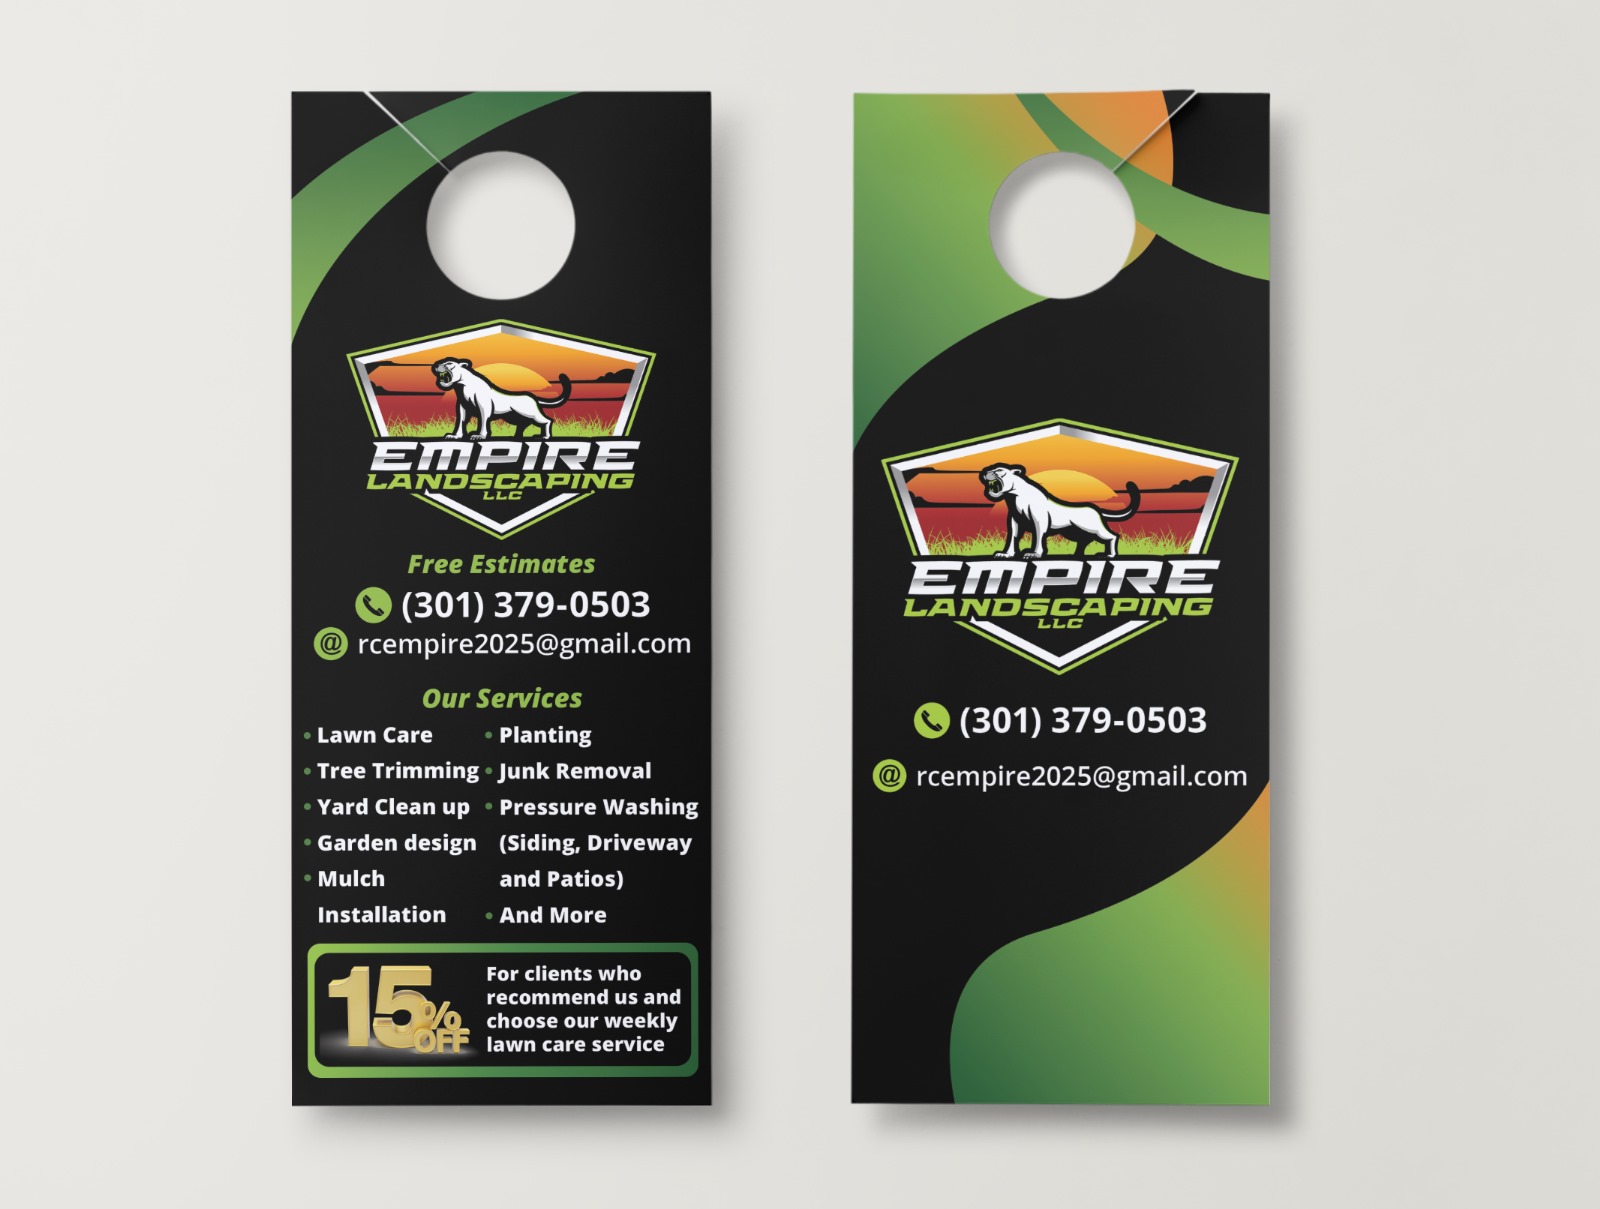 EMPIRE
LANDSCAPING
LLC
Free Estimates
(301) 379-0503
@ rcempire2025@gmail.com
Our Services
• Lawn Care
• Tree Trimming
• Yard Clean up
• Garden design
• Mulch
Installation
• Planting
• Junk Removal
• Pressure Washing
(Siding, Driveway
and Patios)
• And More
15%
OFF
For clients who
recommend us and
choose our weekly
lawn care service
EMPIRE
LANDSCAPING
LLC
(301) 379-0503
@ rcempire2025@gmail.com